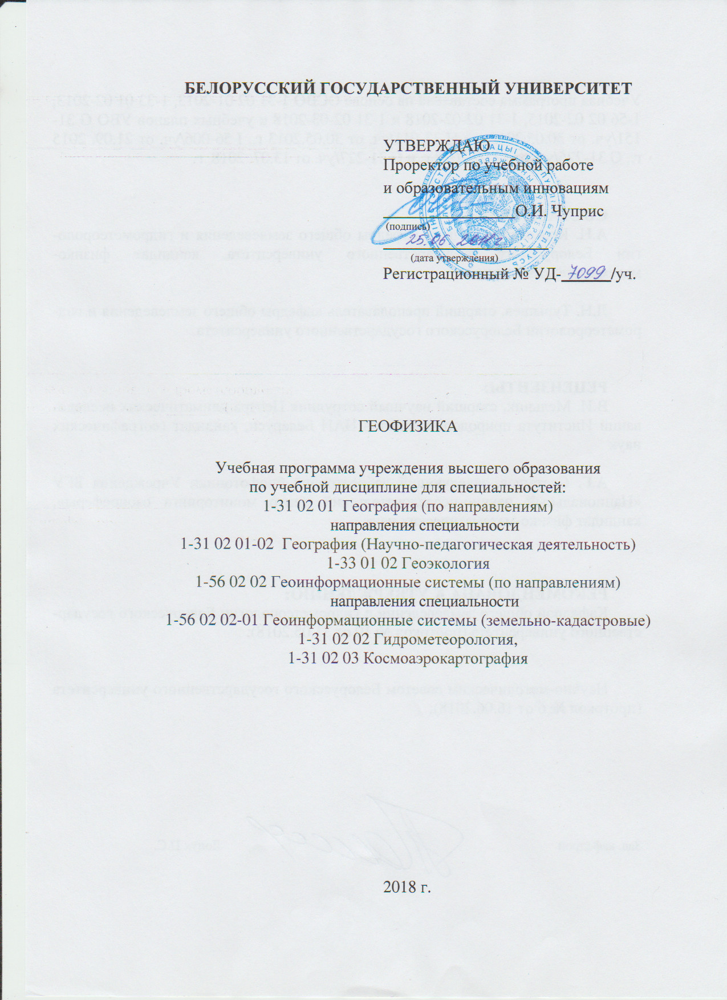 БЕЛОРУССКИЙ ГОСУДАРСТВЕННЫЙ УНИВЕРСИТЕТ
УТВЕРЖДАЮ
Проректор по учебной работе
и образовательным инновациям
О.И. Чуприс
(подпись)
25.06.2018 г.
(дата утверждения)
Регистрационный № УД-7099/уч.
ГЕОФИЗИКА
Учебная программа учреждения высшего образования
по учебной дисциплине для специальностей:
1-31 02 01 География (по направлениям)
направления специальности
1-31 02 01-02 География (Научно-педагогическая деятельность)
1-33 01 02 Геоэкология
1-56 02 02 Геоинформационные системы (по направлениям)
направления специальности
1-56 02 02-01 Геоинформационные системы (земельно-кадастровые)
1-31 02 02 Гидрометеорология,
1-31 02 03 Космоаэрокартография
2018 г.